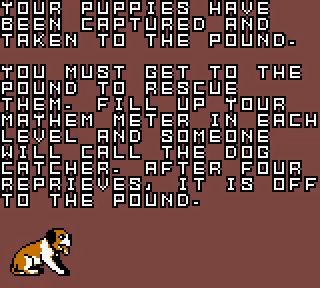 YOUR PUPPIES HAVE
BEEN CAPTURED AND
TAKEN TO THE POUND.
YOU MUST GET TO THE
POUND TO RESCUE
THEM. FILL UP YOUR
MAYHEM METER IN EACH
LEVEL AND SOMEONE
WILL CALL THE DOG
CATCHER. AFTER FOUR
REPRIEVES, IT IS OFF
TO THE POUND.